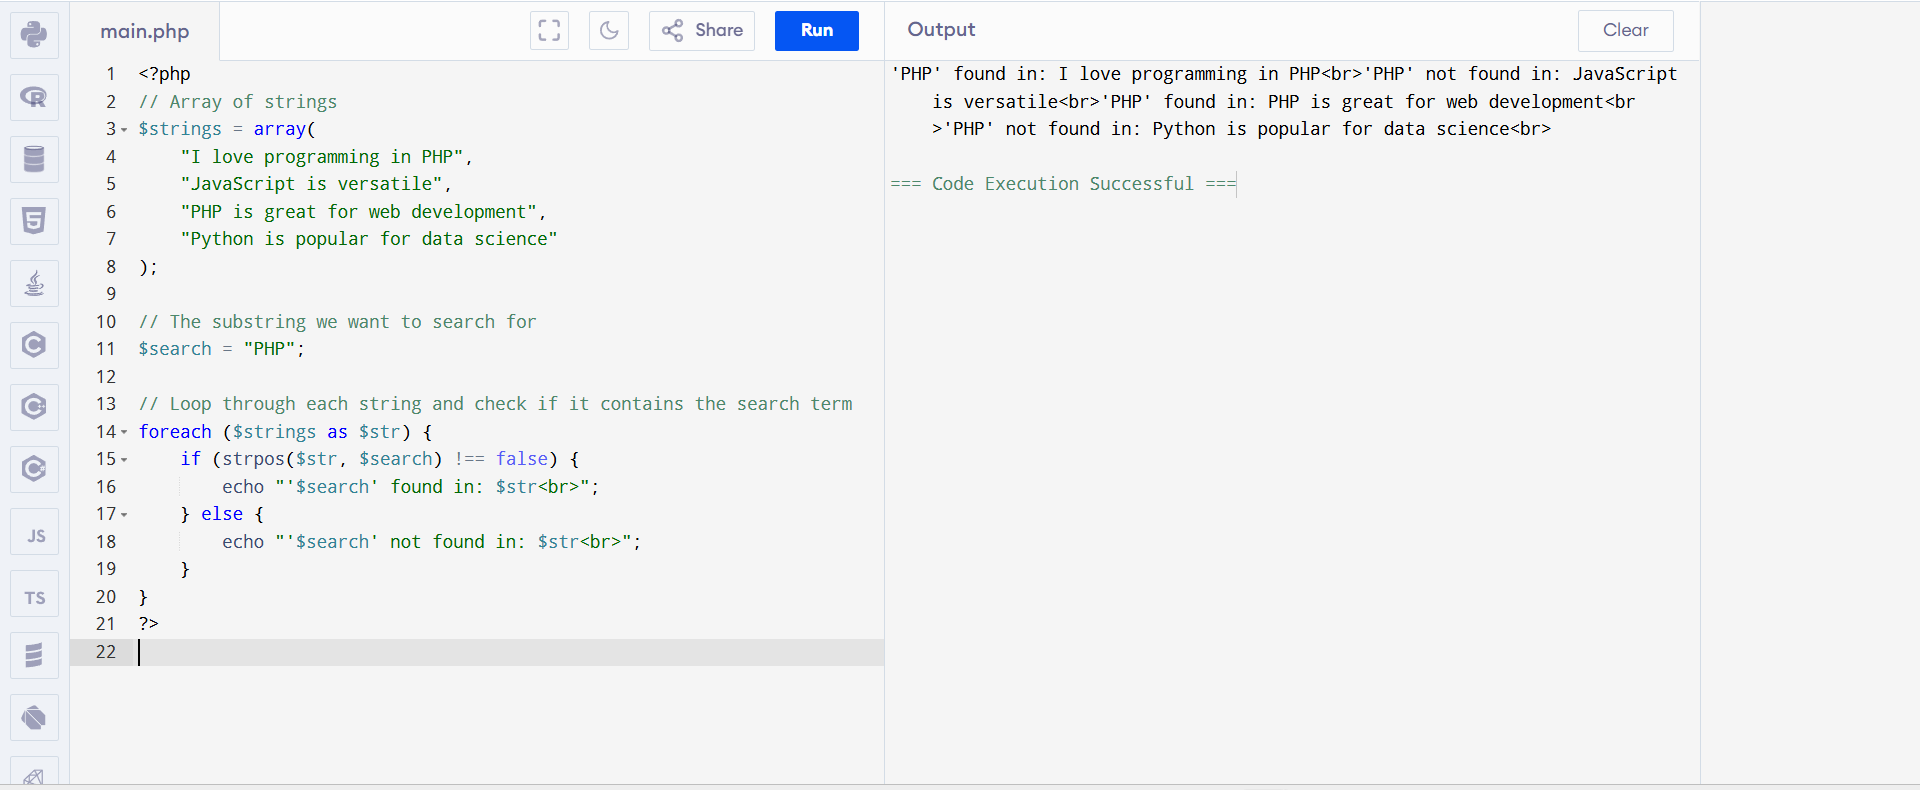 main.php
Share
Run
Output
Clear
1 <?php
2 // Array of strings
3 $strings = array(
4     "I love programming in PHP",
5     "JavaScript is versatile",
6     "PHP is great for web development",
7     "Python is popular for data science"
8 );
9
10 // The substring we want to search for
11 $search = "PHP";
12
13 // Loop through each string and check if it contains the search term
14 foreach ($strings as $str) {
15     if (strpos($str, $search) !== false) {
16         echo "'$search' found in: $str<br>";
17     } else {
18         echo "'$search' not found in: $str<br>";
19     }
20 }
21 ?>
22
'PHP' found in: I love programming in PHP<br>'PHP' not found in: JavaScript
is versatile<br>'PHP' found in: PHP is great for web development<br
>'PHP' not found in: Python is popular for data science<br>
=== Code Execution Successful ===
R
5
C
C
C
JS
TS